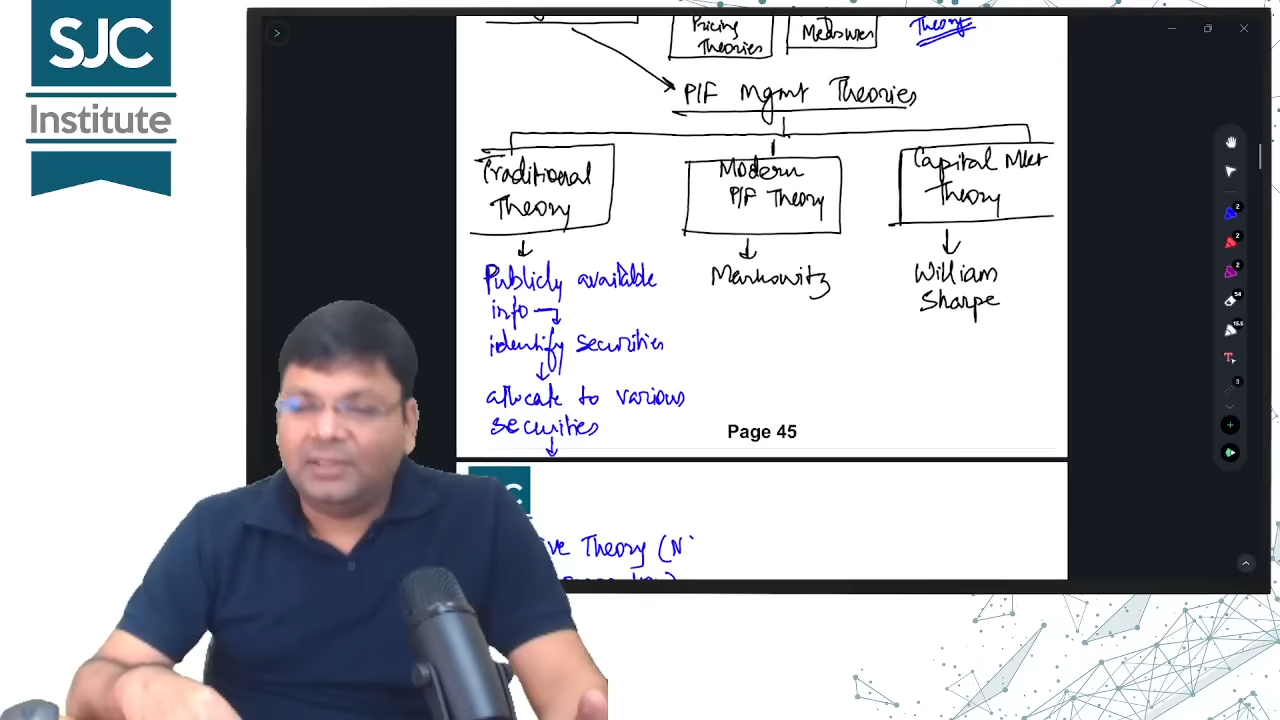 SJC
Institute
Pricing
Theories
Measures
Theory
P/F Mgmt Theories
Traditional
Theory
Modern
P/F Theory
Capital Mkt
Theory
Publicly available
info
identify securities
allocate to various
securities
Markowitz
William
Sharpe
Page 45
ive Theory (N